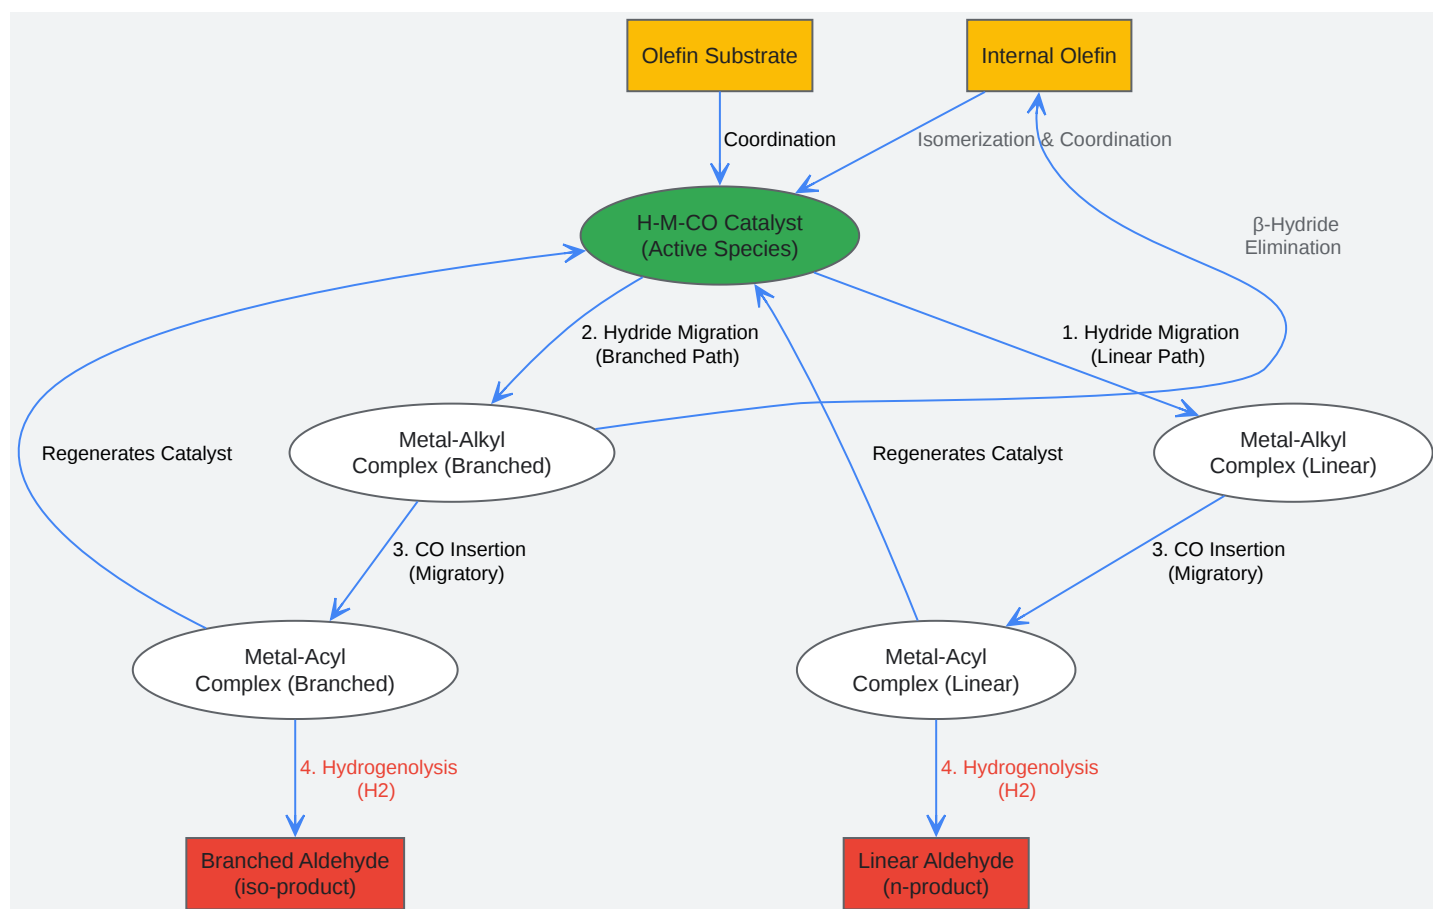 Olefin Substrate
Internal Olefin
Coordination
Isomerization & Coordination
H-M-CO Catalyst
(Active Species)
β-Hydride
Elimination
2. Hydride Migration
(Branched Path)
1. Hydride Migration
(Linear Path)
Regenerates Catalyst
Metal-Alkyl
Complex (Branched)
Regenerates Catalyst
Metal-Alkyl
Complex (Linear)
3. CO Insertion
(Migratory)
3. CO Insertion
(Migratory)
Metal-Acyl
Complex (Branched)
Metal-Acyl
Complex (Linear)
4. Hydrogenolysis
(H2)
4. Hydrogenolysis
(H2)
Branched Aldehyde
(iso-product)
Linear Aldehyde
(n-product)